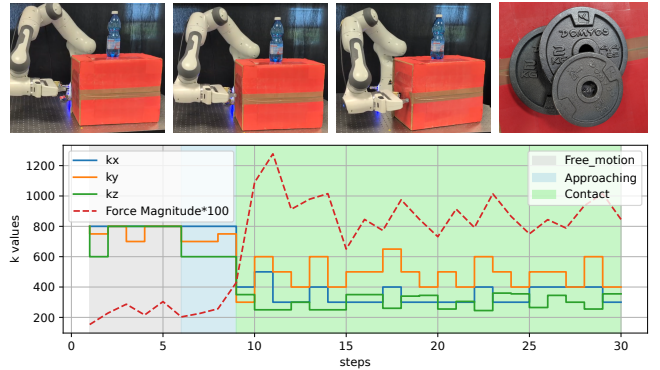 DOMYOS
kx
ky
kz
Force Magnitude*100
Free_motion
Approaching
Contact
1200
1000
800
600
400
200
k values
0 5 10 15 20 25 30
steps